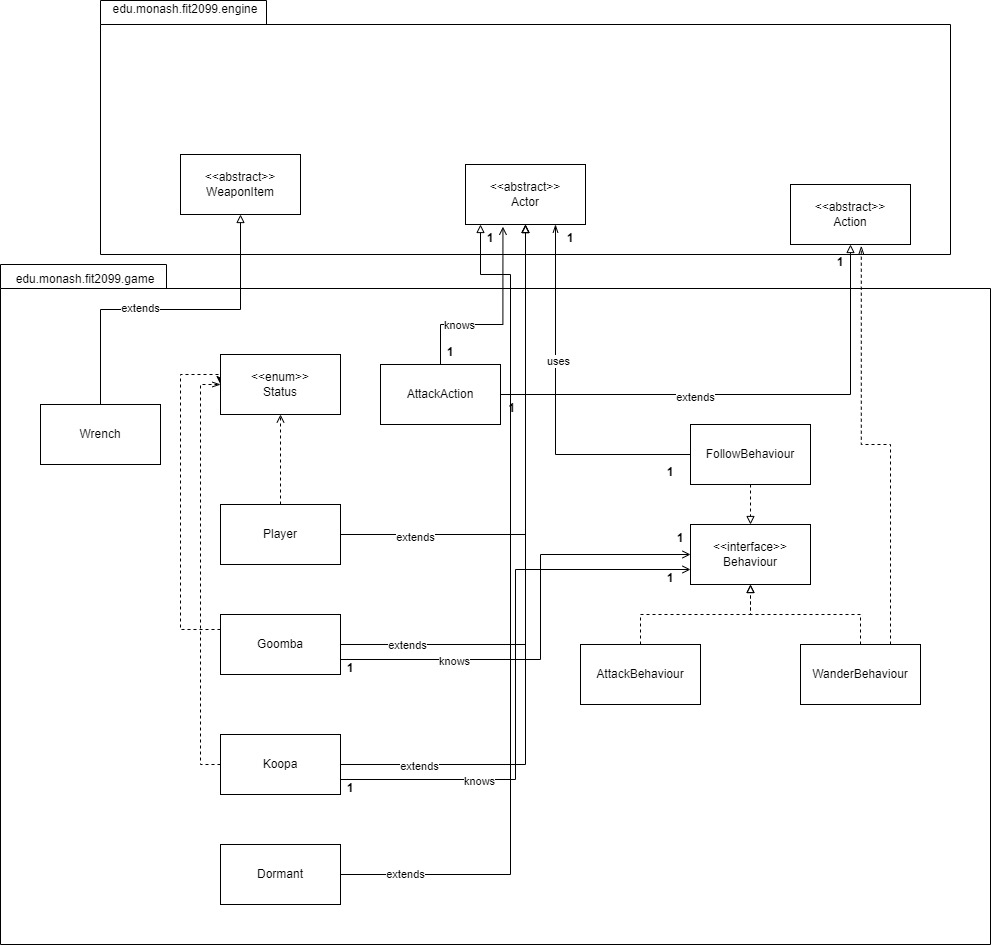 edu.monash.fit2099.engine
<<abstract>>
WeaponItem
<<abstract>>
Actor
<<abstract>>
Action
1
1
1
edu.monash.fit2099.game
extends
knows
1
<<enum>>
Status
uses
AttackAction
extends
1
Wrench
FollowBehaviour
1
Player
extends
1
<<interface>>
Behaviour
1
Goomba
extends
knows
1
AttackBehaviour
WanderBehaviour
Koopa
extends
knows
1
Dormant
extends